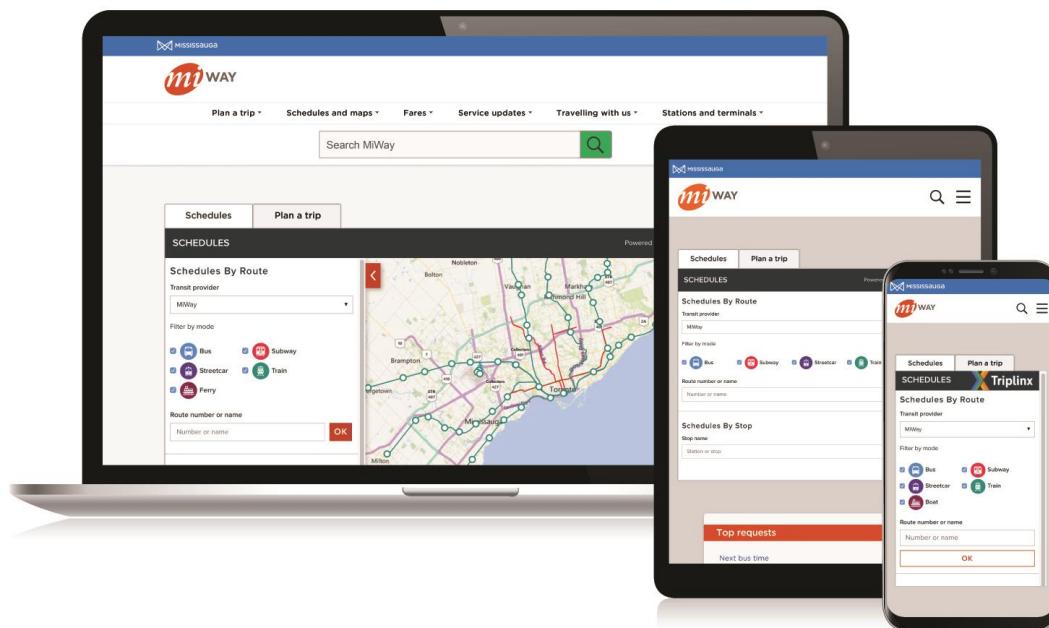 MISSISSauGa
mi WAY
Plan a trip Schedules and maps Fares Service updates Travelling with us Stations and terminals
Search MiWay
Schedules Plan a trip
SCHEDULES Powered
Schedules By Route
Transit provider
MiWay
Filter by mode
Bus Subway
Streetcar Train
Ferry
Route number or name
Number or name OK
Nobleton
Bolton
Vaughan Markham
Richmond Hill
Brampton
Toronto
Mississauga
Milton
MISSISSauGa
mi WAY
Schedules Plan a trip
SCHEDULES Powered
Schedules By Route
Transit provider
MiWay
Filter by mode
Bus Subway Streetcar Train
Route number or name
Number or name
Schedules By Stop
Stop name
Station or stop
Top requests
Next bus time
MISSISSauGa
mi WAY
Schedules Plan a trip
SCHEDULES Triplinx
Schedules By Route
Transit provider
MiWay
Filter by mode
Bus Subway
Streetcar Train
Boat
Route number or name
Number or name
OK